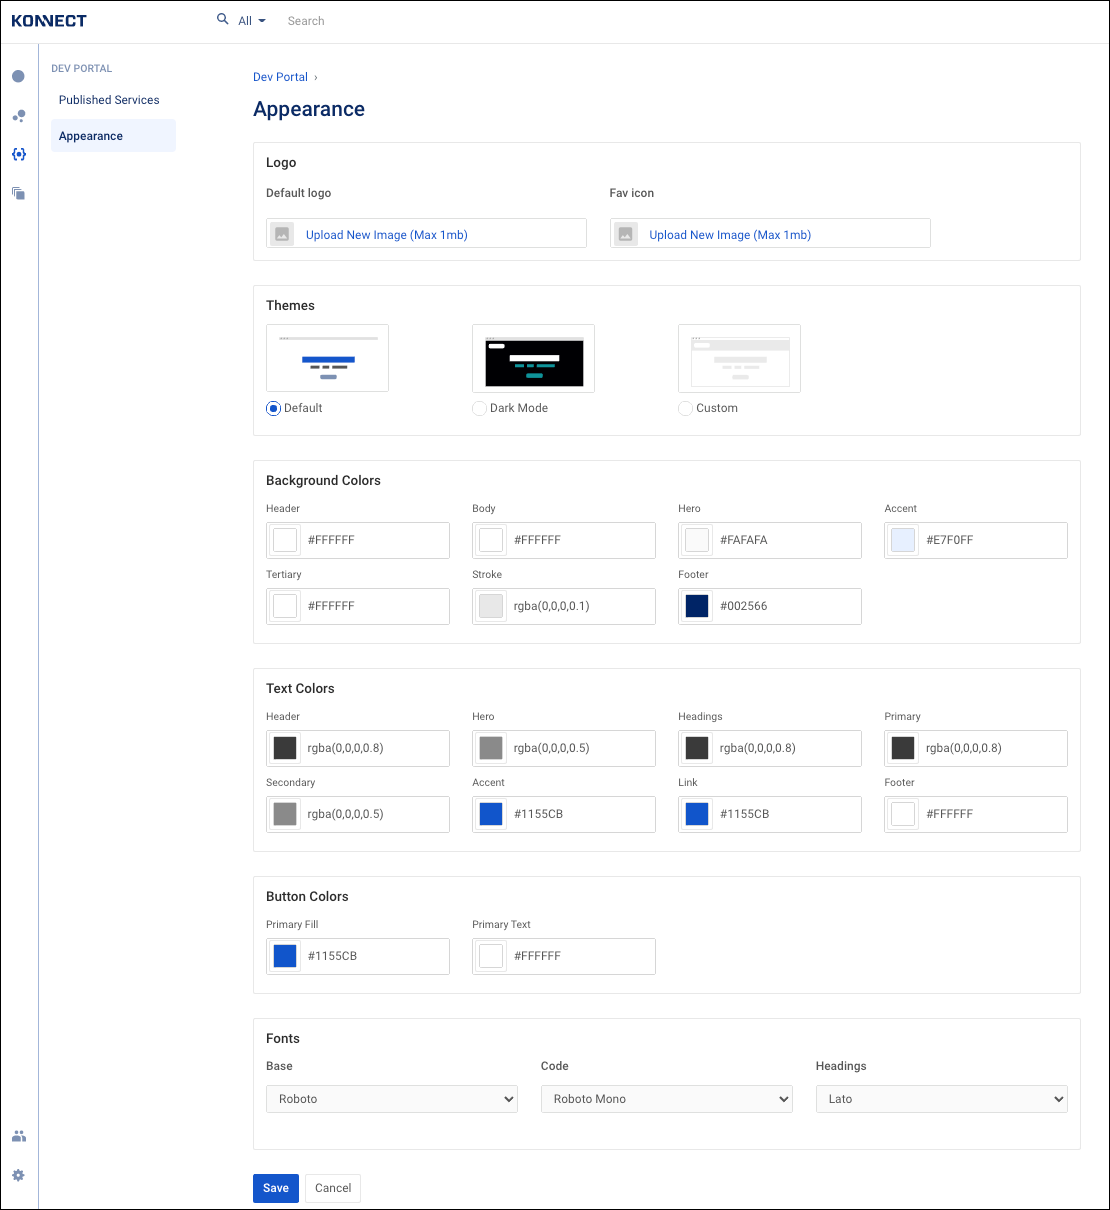 KONNECT
All
Search
DEV PORTAL
Published Services
Appearance
Dev Portal ›
Appearance
Logo
Default logo
Fav icon
Upload New Image (Max 1mb)
Upload New Image (Max 1mb)
Themes
Default
Dark Mode
Custom
Background Colors
Header
Body
Hero
Accent
#FFFFFF
#FFFFFF
#FAFAFA
#E7F0FF
Tertiary
Stroke
Footer
#FFFFFF
rgba(0,0,0,0.1)
#002566
Text Colors
Header
Hero
Headings
Primary
rgba(0,0,0,0.8)
rgba(0,0,0,0.5)
rgba(0,0,0,0.8)
rgba(0,0,0,0.8)
Secondary
Accent
Link
Footer
rgba(0,0,0,0.5)
#1155CB
#1155CB
#FFFFFF
Button Colors
Primary Fill
Primary Text
#1155CB
#FFFFFF
Fonts
Base
Code
Headings
Roboto
Roboto Mono
Lato
Save
Cancel